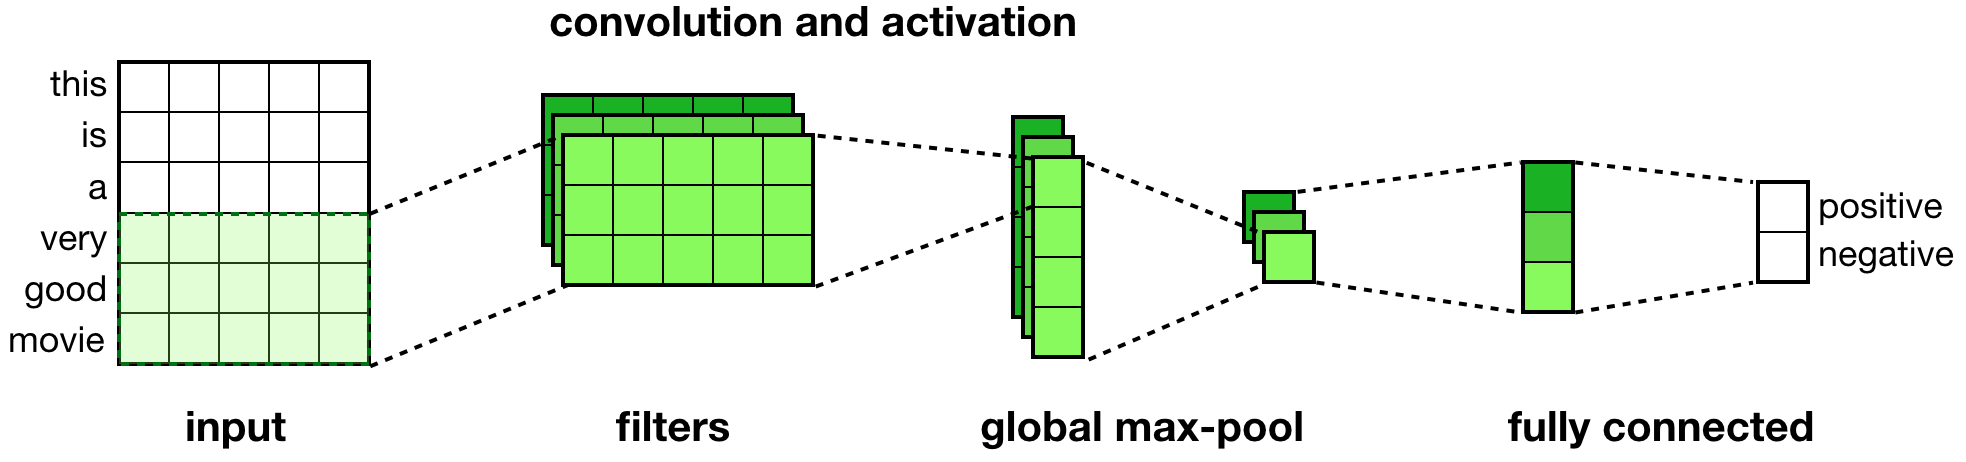 convolution and activation
this
is
a
very
good
movie
positive
negative
input
filters
global max-pool
fully connected